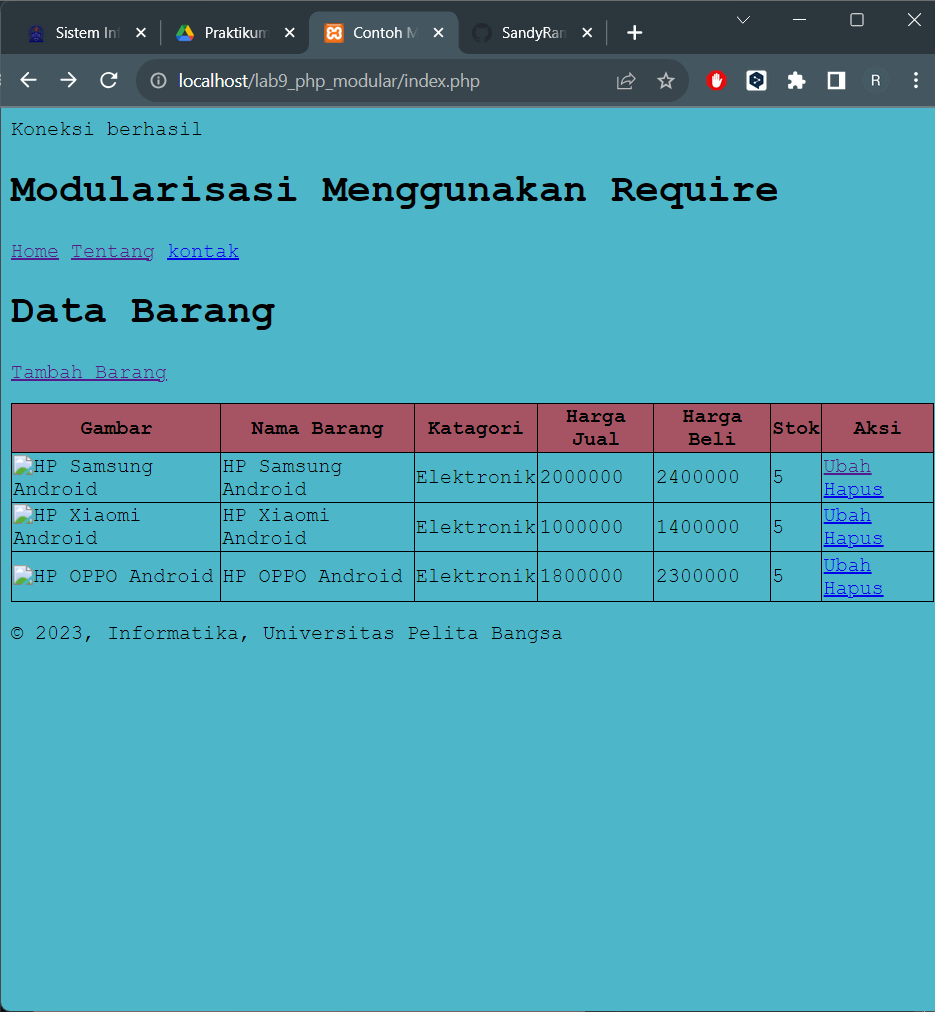 Sistem Inf
Praktikum
Contoh M
SandyRam
localhost/lab9_php_modular/index.php
R
Koneksi berhasil
Modularisasi Menggunakan Require
Home Tentang kontak
Data Barang
Tambah Barang
Gambar Nama Barang Katagori Harga Jual Harga Beli Stok Aksi
HP Samsung Android HP Samsung Android Elektronik 2000000 2400000 5 Ubah Hapus
HP Xiaomi Android HP Xiaomi Android Elektronik 1000000 1400000 5 Ubah Hapus
HP OPPO Android HP OPPO Android Elektronik 1800000 2300000 5 Ubah Hapus
© 2023, Informatika, Universitas Pelita Bangsa